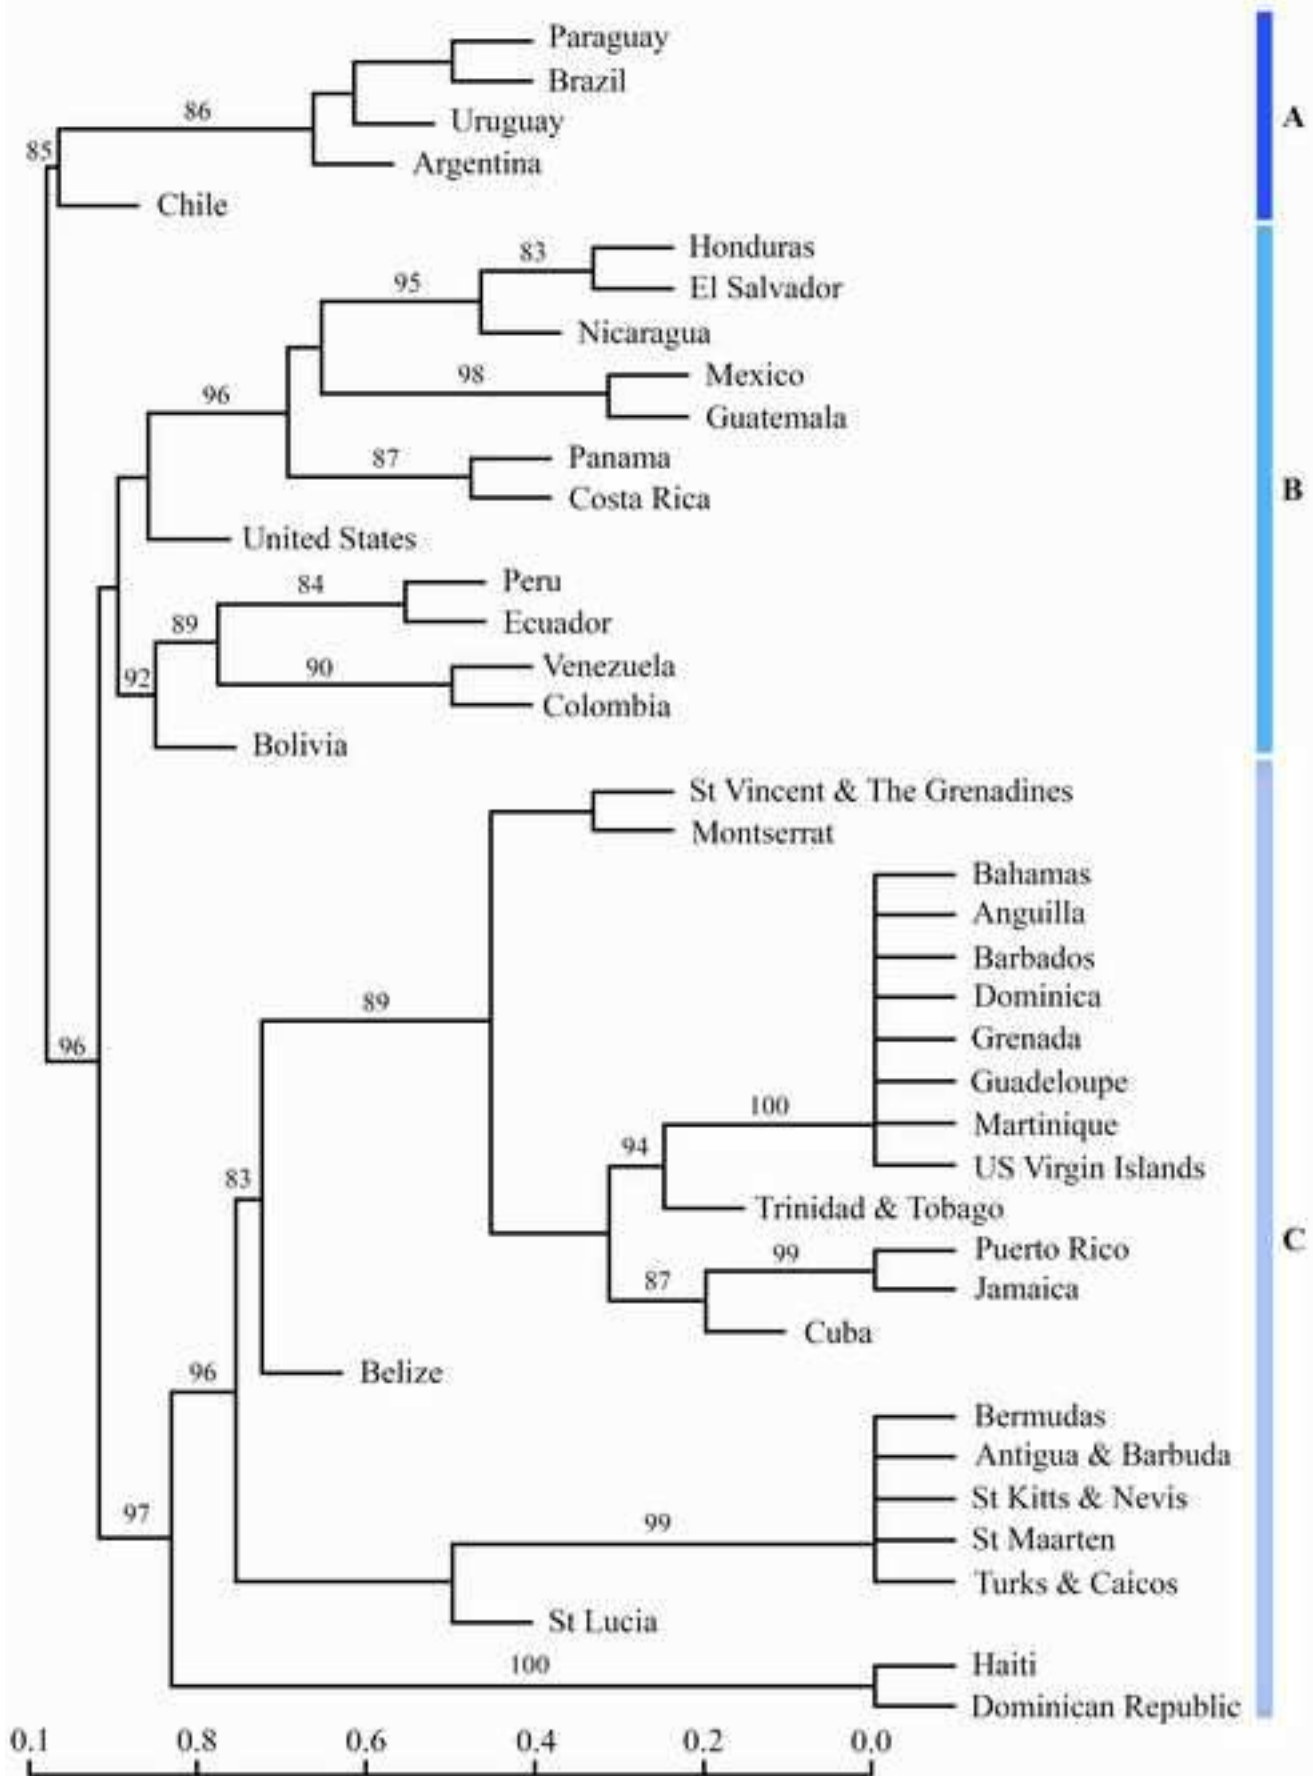 Paraguay
Brazil
86
Uruguay
A
85
Argentina
Chile
Honduras
83
El Salvador
95
Nicaragua
98
Mexico
96
Guatemala
87
Panama
B
Costa Rica
United States
84
Peru
89
Ecuador
90
Venezuela
92
Colombia
Bolivia
St Vincent & The Grenadines
Montserrat
Bahamas
Anguilla
Barbados
Dominica
89
Grenada
96
Guadeloupe
100
Martinique
94
US Virgin Islands
83
Trinidad & Tobago
C
99
Puerto Rico
87
Jamaica
Cuba
96
Belize
Bermudas
Antigua & Barbuda
St Kitts & Nevis
97
99
St Maarten
Turks & Caicos
St Lucia
100
Haiti
Dominican Republic
0.1 0.8 0.6 0.4 0.2 0.0